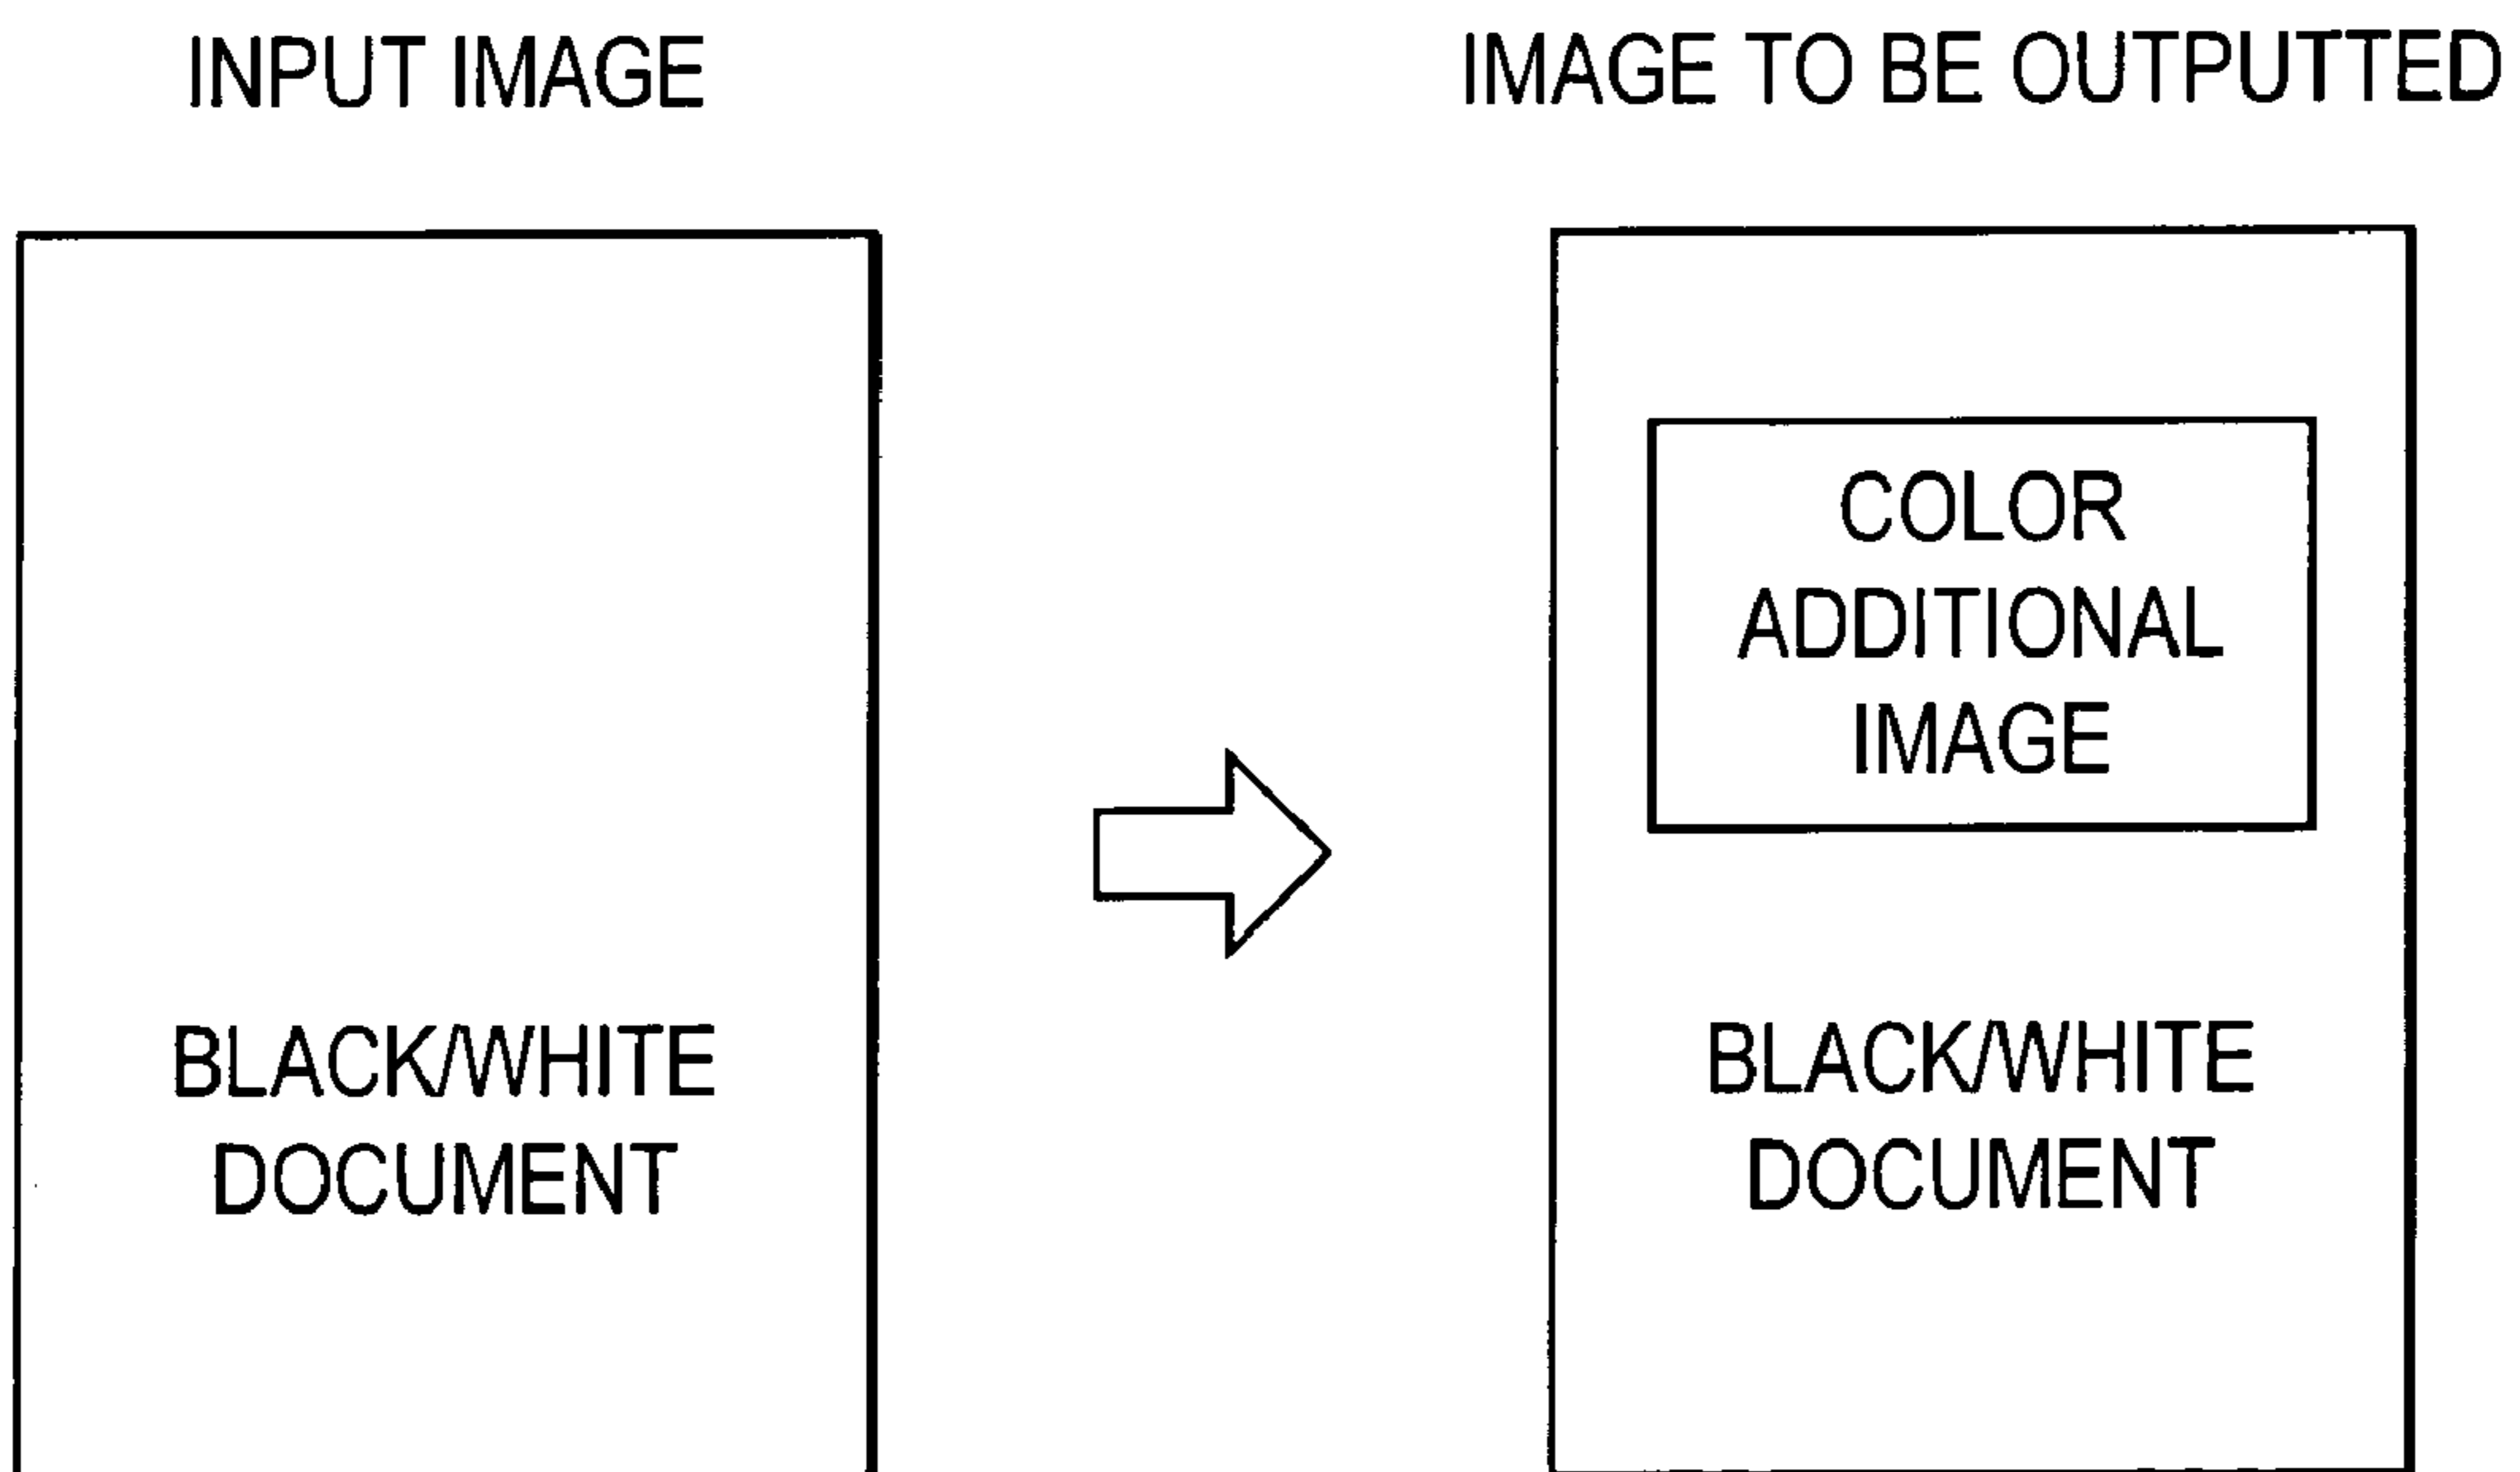 INPUT IMAGE
IMAGE TO BE OUTPUTTED
BLACK/WHITE
DOCUMENT
COLOR
ADDITIONAL
IMAGE
BLACK/WHITE
DOCUMENT